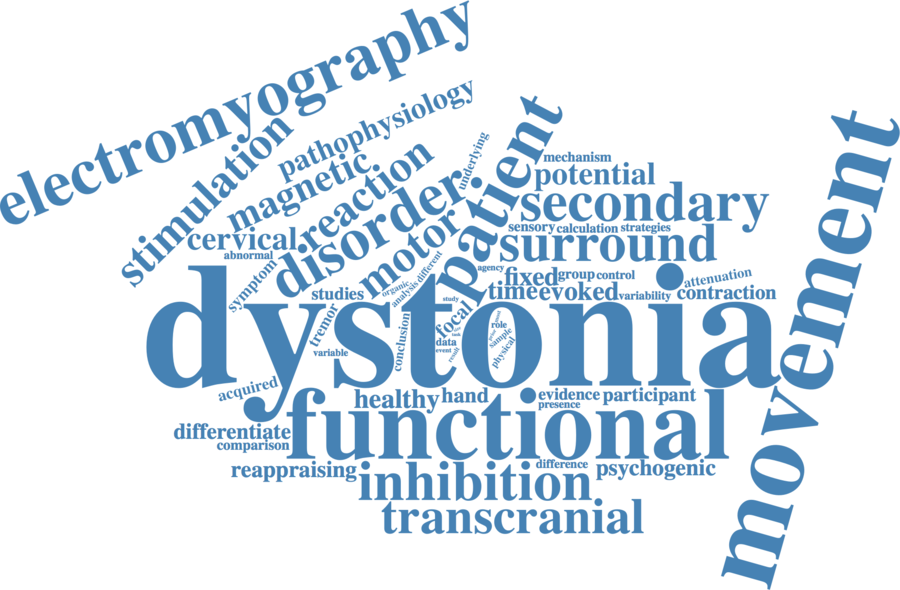 electromyography
stimulation
pathophysiology
magnetic
reaction
disorder
cervical
abnormal
symptom
motor
underlying
patient
mechanism
potential
secondary
sensory
calculation
strategies
surround
movement
agency
fixed
group
control
attenuation
time
evoked
variability
contraction
studies
organic
analysis
different
study
tremor
variable
conclusion
focal
data
event
result
task
role
sample
physical
dystonia
acquired
healthy
hand
evidence
participant
presence
functional
differentiate
comparison
reappraising
inhibition
difference
psychogenic
transcranial